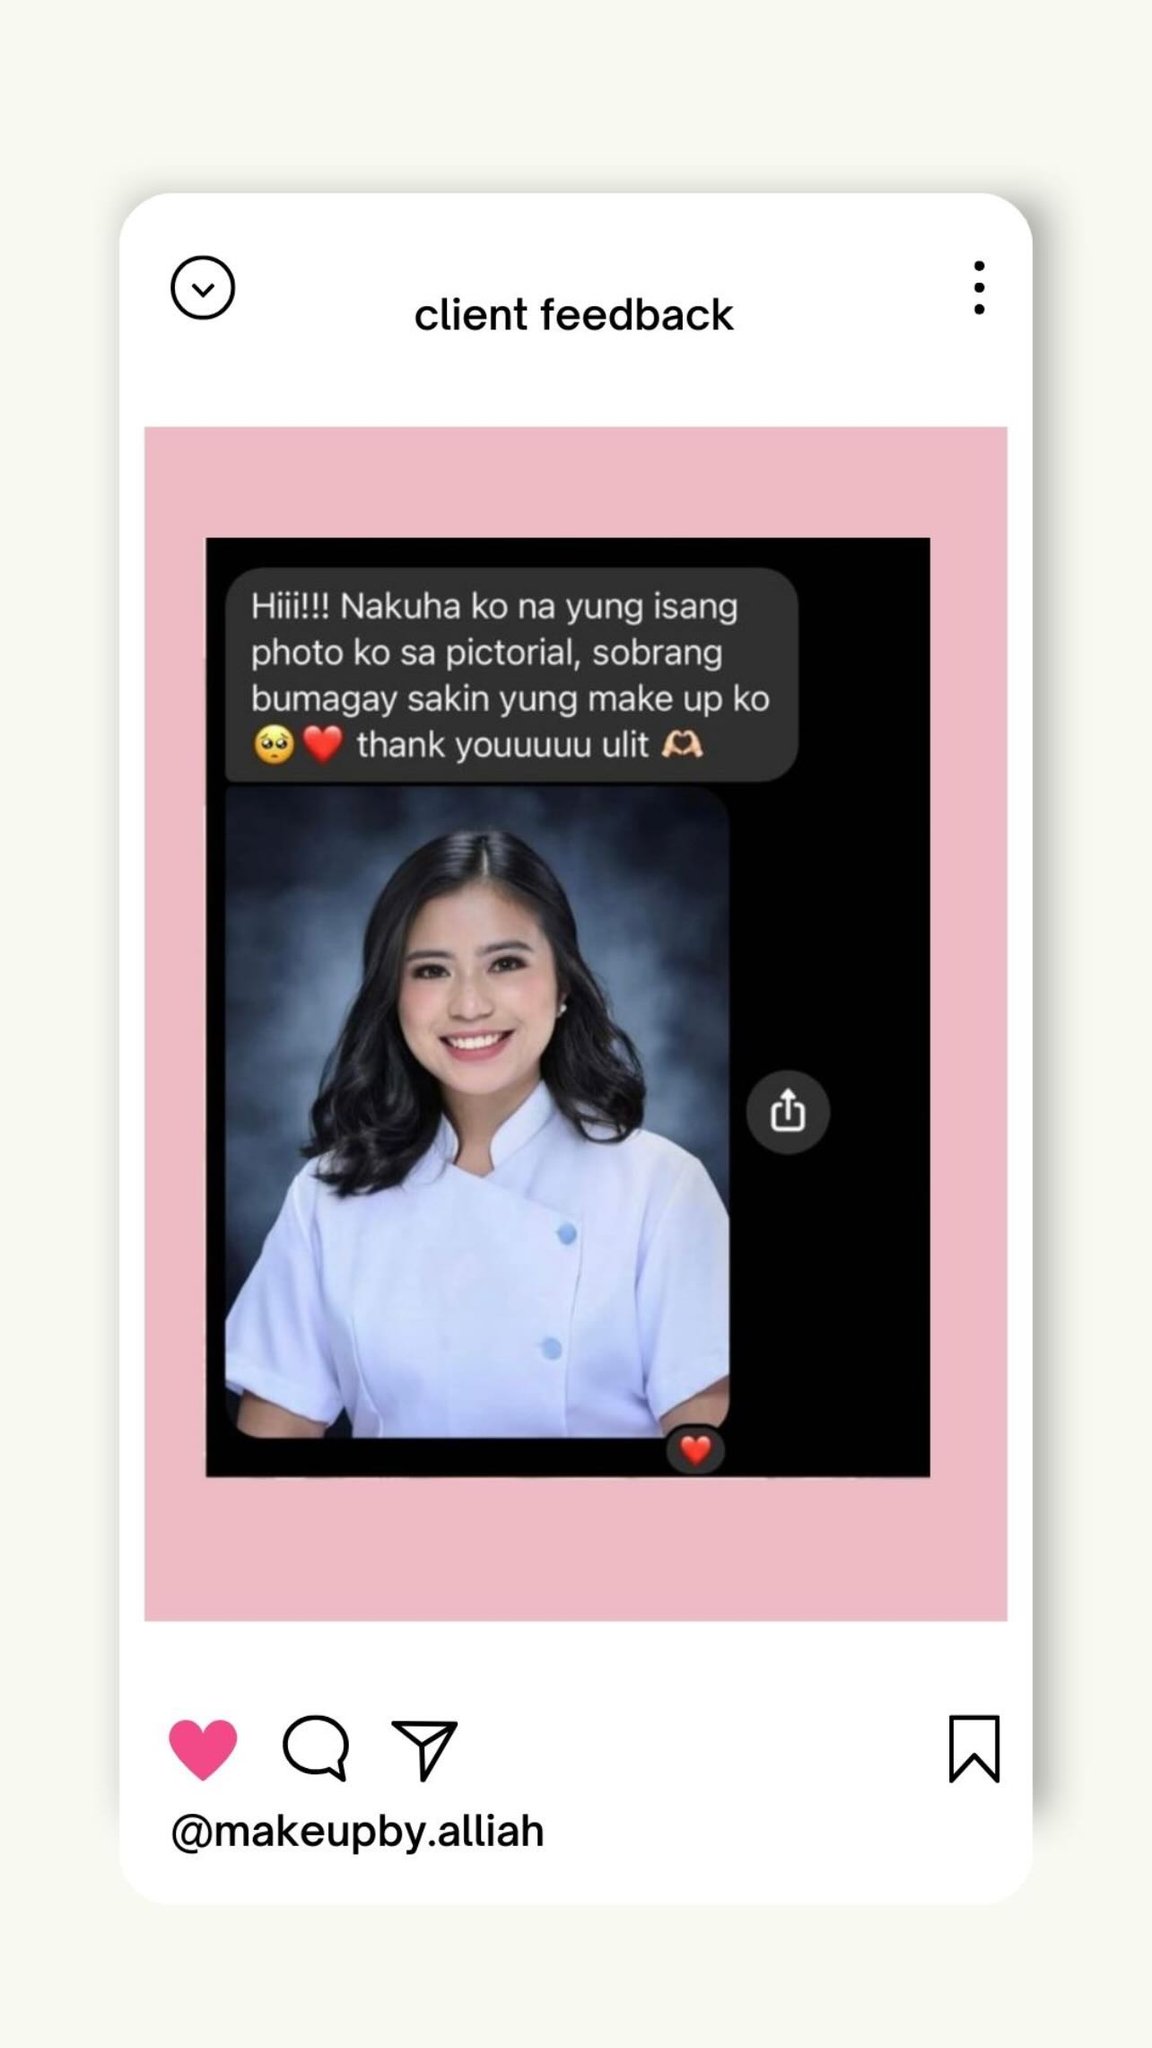 client feedback
Hiii!!! Nakuha ko na yung isang
photo ko sa pictorial, sobrang
bumagay sakin yung make up ko
🥺❤️ thank youuuuu ulit 🫶🏻
@makeupby.alliah